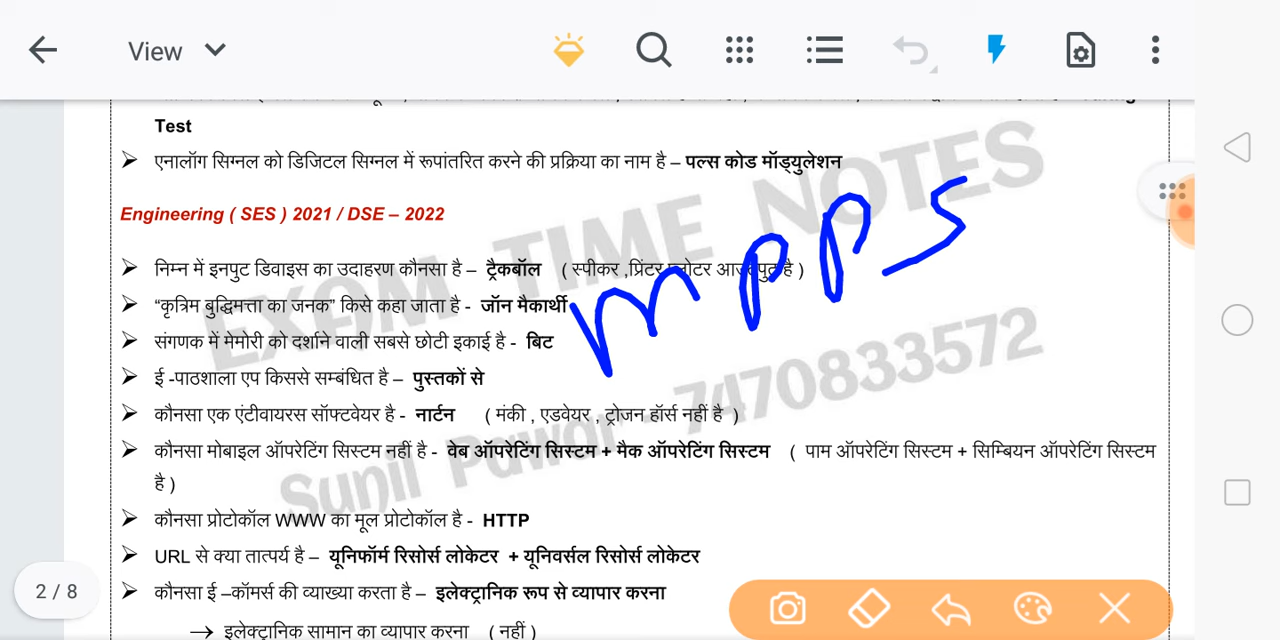 View
Test
➢ एनालॉग सिग्नल को डिजिटल सिग्नल में रूपांतरित करने की प्रक्रिया का नाम है – पल्स कोड मॉड्युलेशन
Engineering ( SES ) 2021 / DSE – 2022
➢ निम्न में इनपुट डिवाइस का उदाहरण कौनसा है – ट्रैकबॉल ( स्पीकर ,प्रिंटर है )
➢ “कृत्रिम बुद्धिमत्ता का जनक” किसे कहा जाता है - जॉन मैकार्थी
➢ संगणक में मेमोरी को दर्शाने वाली सबसे छोटी इकाई है - बिट
➢ ई -पाठशाला एप किससे सम्बंधित है – पुस्तकों से
➢ कौनसा एक एंटीवायरस सॉफ्टवेयर है - नार्टन ( मंकी , एडवेयर , ट्रोजन हॉर्स नहीं है )
➢ कौनसा मोबाइल ऑपरेटिंग सिस्टम नहीं है - वेब ऑपरेटिंग सिस्टम + मैक ऑपरेटिंग सिस्टम ( पाम ऑपरेटिंग सिस्टम + सिम्बियन ऑपरेटिंग सिस्टम
है )
➢ कौनसा प्रोटोकॉल WWW का मूल प्रोटोकॉल है - HTTP
➢ URL से क्या तात्पर्य है – यूनिफॉर्म रिसोर्स लोकेटर + यूनिवर्सल रिसोर्स लोकेटर
➢ कौनसा ई –कॉमर्स की व्याख्या करता है – इलेक्ट्रानिक रूप से व्यापार करना
→ इलेक्ट्रानिक सामान का व्यापार करना ( नहीं )
EXAM TIME NOTES
Sunil Pawar - 7470833572
MPPS
2 / 8